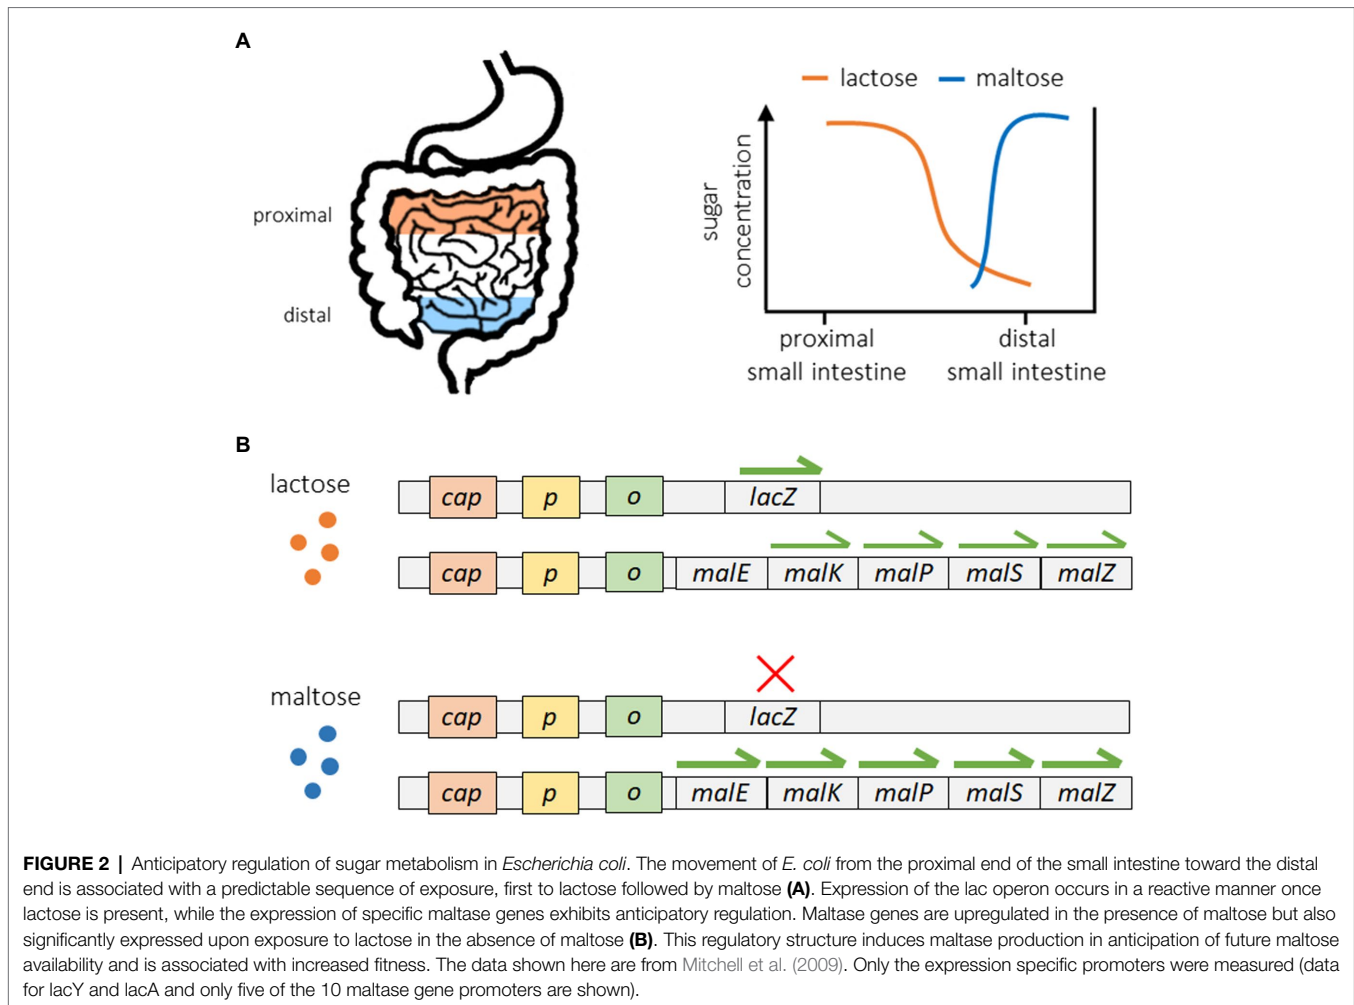 A
lactose maltose
proximal
distal
sugar
concentration
proximal
small intestine
distal
small intestine
B
lactose
cap p o lacZ
cap p o malE malK malP malS malZ
maltose
cap p o lacZ
cap p o malE malK malP malS malZ
FIGURE 2 | Anticipatory regulation of sugar metabolism in Escherichia coli. The movement of E. coli from the proximal end of the small intestine toward the distal
end is associated with a predictable sequence of exposure, first to lactose followed by maltose (A). Expression of the lac operon occurs in a reactive manner once
lactose is present, while the expression of specific maltase genes exhibits anticipatory regulation. Maltase genes are upregulated in the presence of maltose but also
significantly expressed upon exposure to lactose in the absence of maltose (B). This regulatory structure induces maltase production in anticipation of future maltose
availability and is associated with increased fitness. The data shown here are from Mitchell et al. (2009). Only the expression specific promoters were measured (data
for lacY and lacA and only five of the 10 maltase gene promoters are shown).